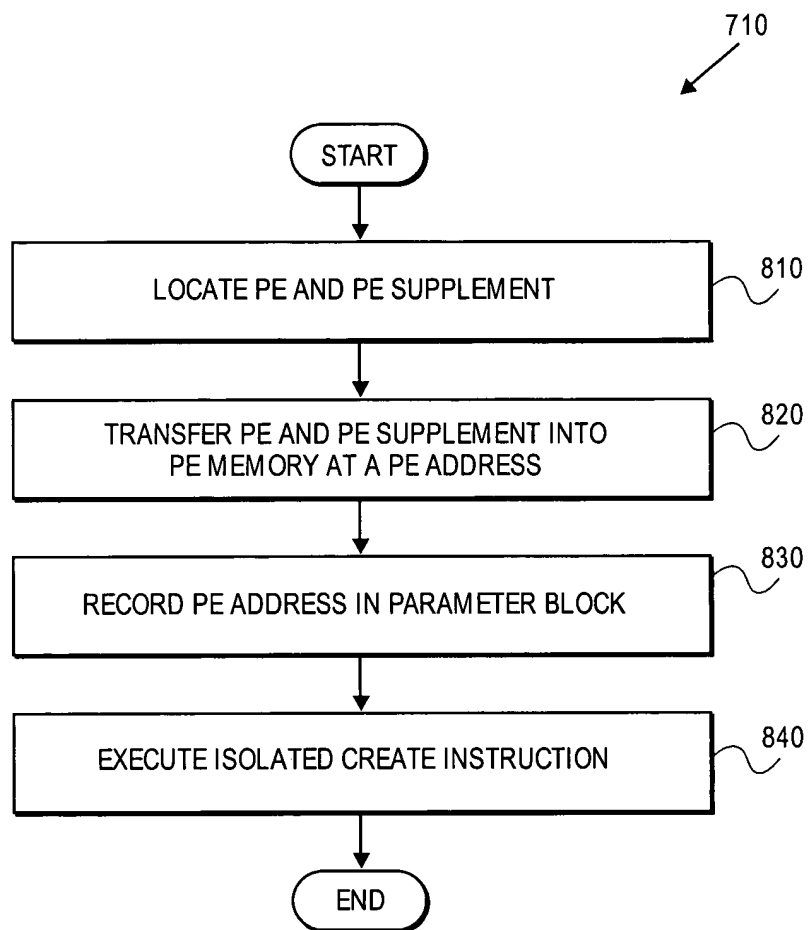 710
START
LOCATE PE AND PE SUPPLEMENT
810
TRANSFER PE AND PE SUPPLEMENT INTO
PE MEMORY AT A PE ADDRESS
820
RECORD PE ADDRESS IN PARAMETER BLOCK
830
EXECUTE ISOLATED CREATE INSTRUCTION
840
END